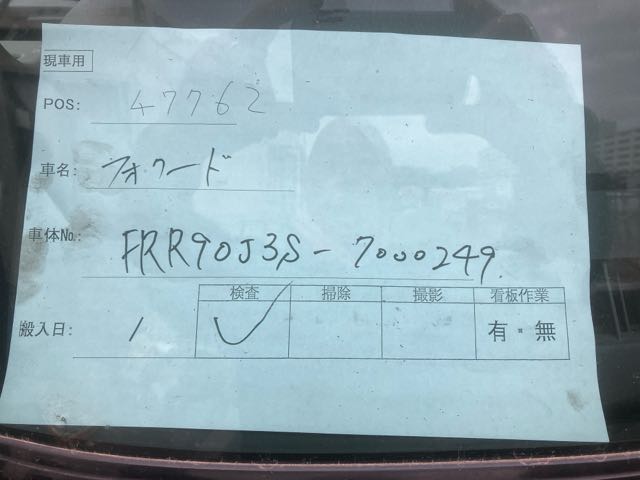 現車用
POS: 47762
車名: フォワード
車体№: FRR90J3S-7000249
検査 掃除 撮影 看板作業
搬入日: / 有・無